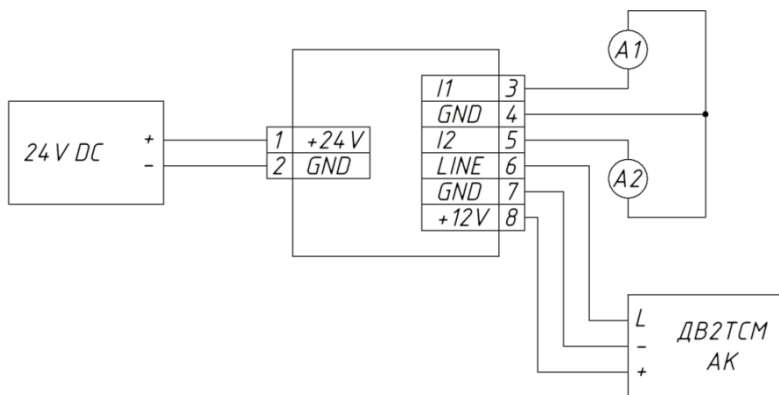 A1
I1 3
GND 4
24V DC + 1 +24V I2 5
- 2 GND LINE 6
A2
GND 7
+12V 8
L
ДВ2ТСМ
-
АК
+